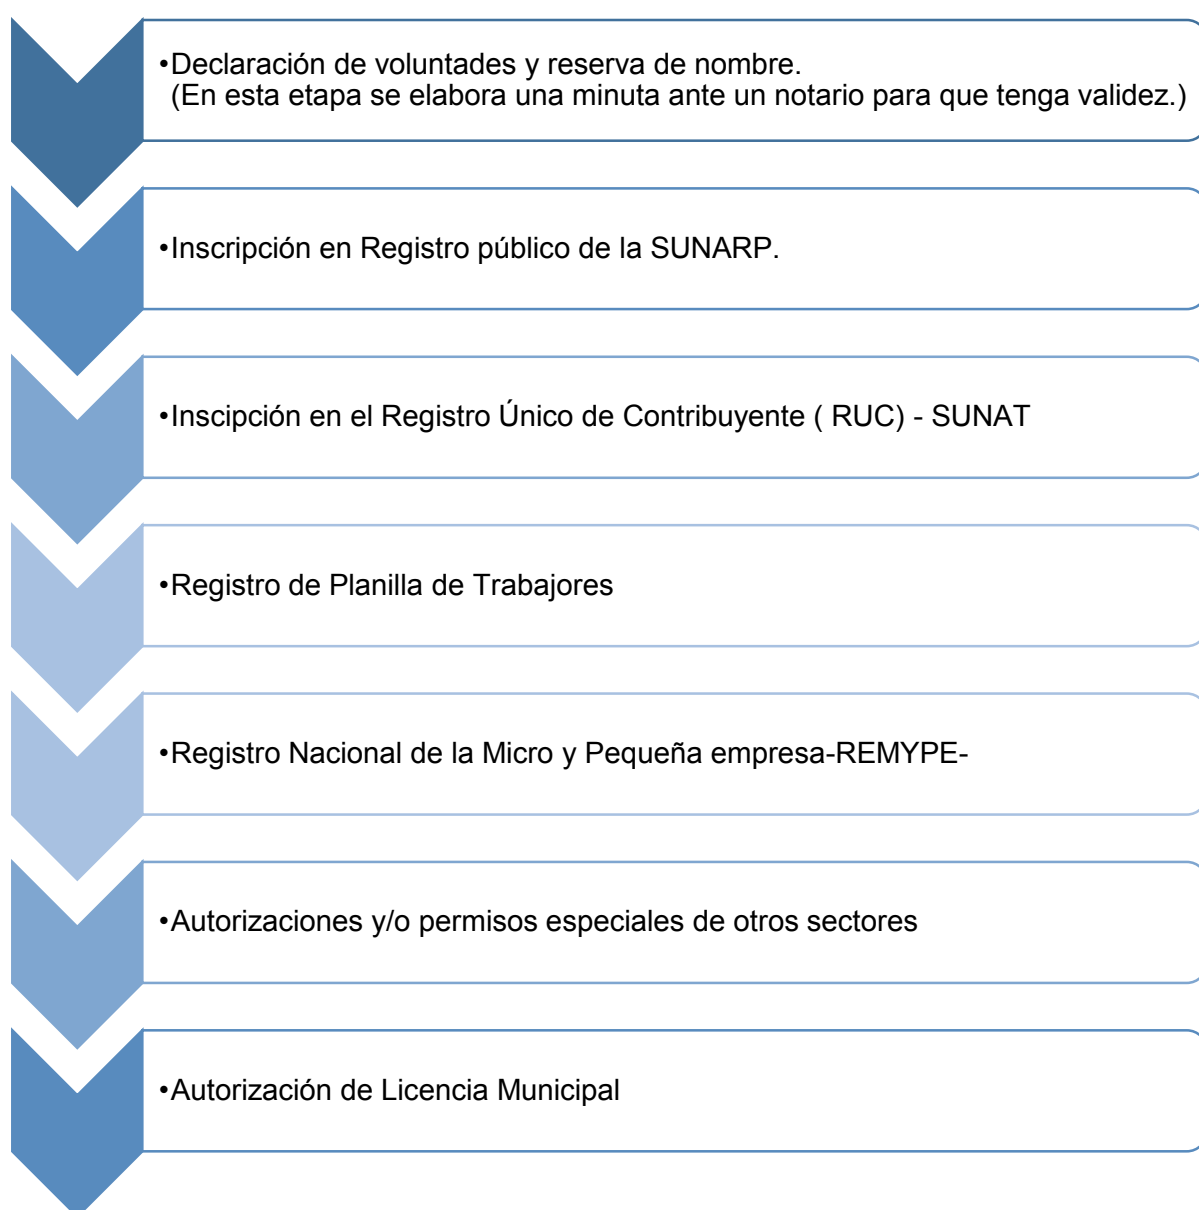 •Declaración de voluntades y reserva de nombre.
(En esta etapa se elabora una minuta ante un notario para que tenga validez.)
•Inscripción en Registro público de la SUNARP.
•Inscipción en el Registro Único de Contribuyente ( RUC) - SUNAT
•Registro de Planilla de Trabajores
•Registro Nacional de la Micro y Pequeña empresa-REMYPE-
•Autorizaciones y/o permisos especiales de otros sectores
•Autorización de Licencia Municipal